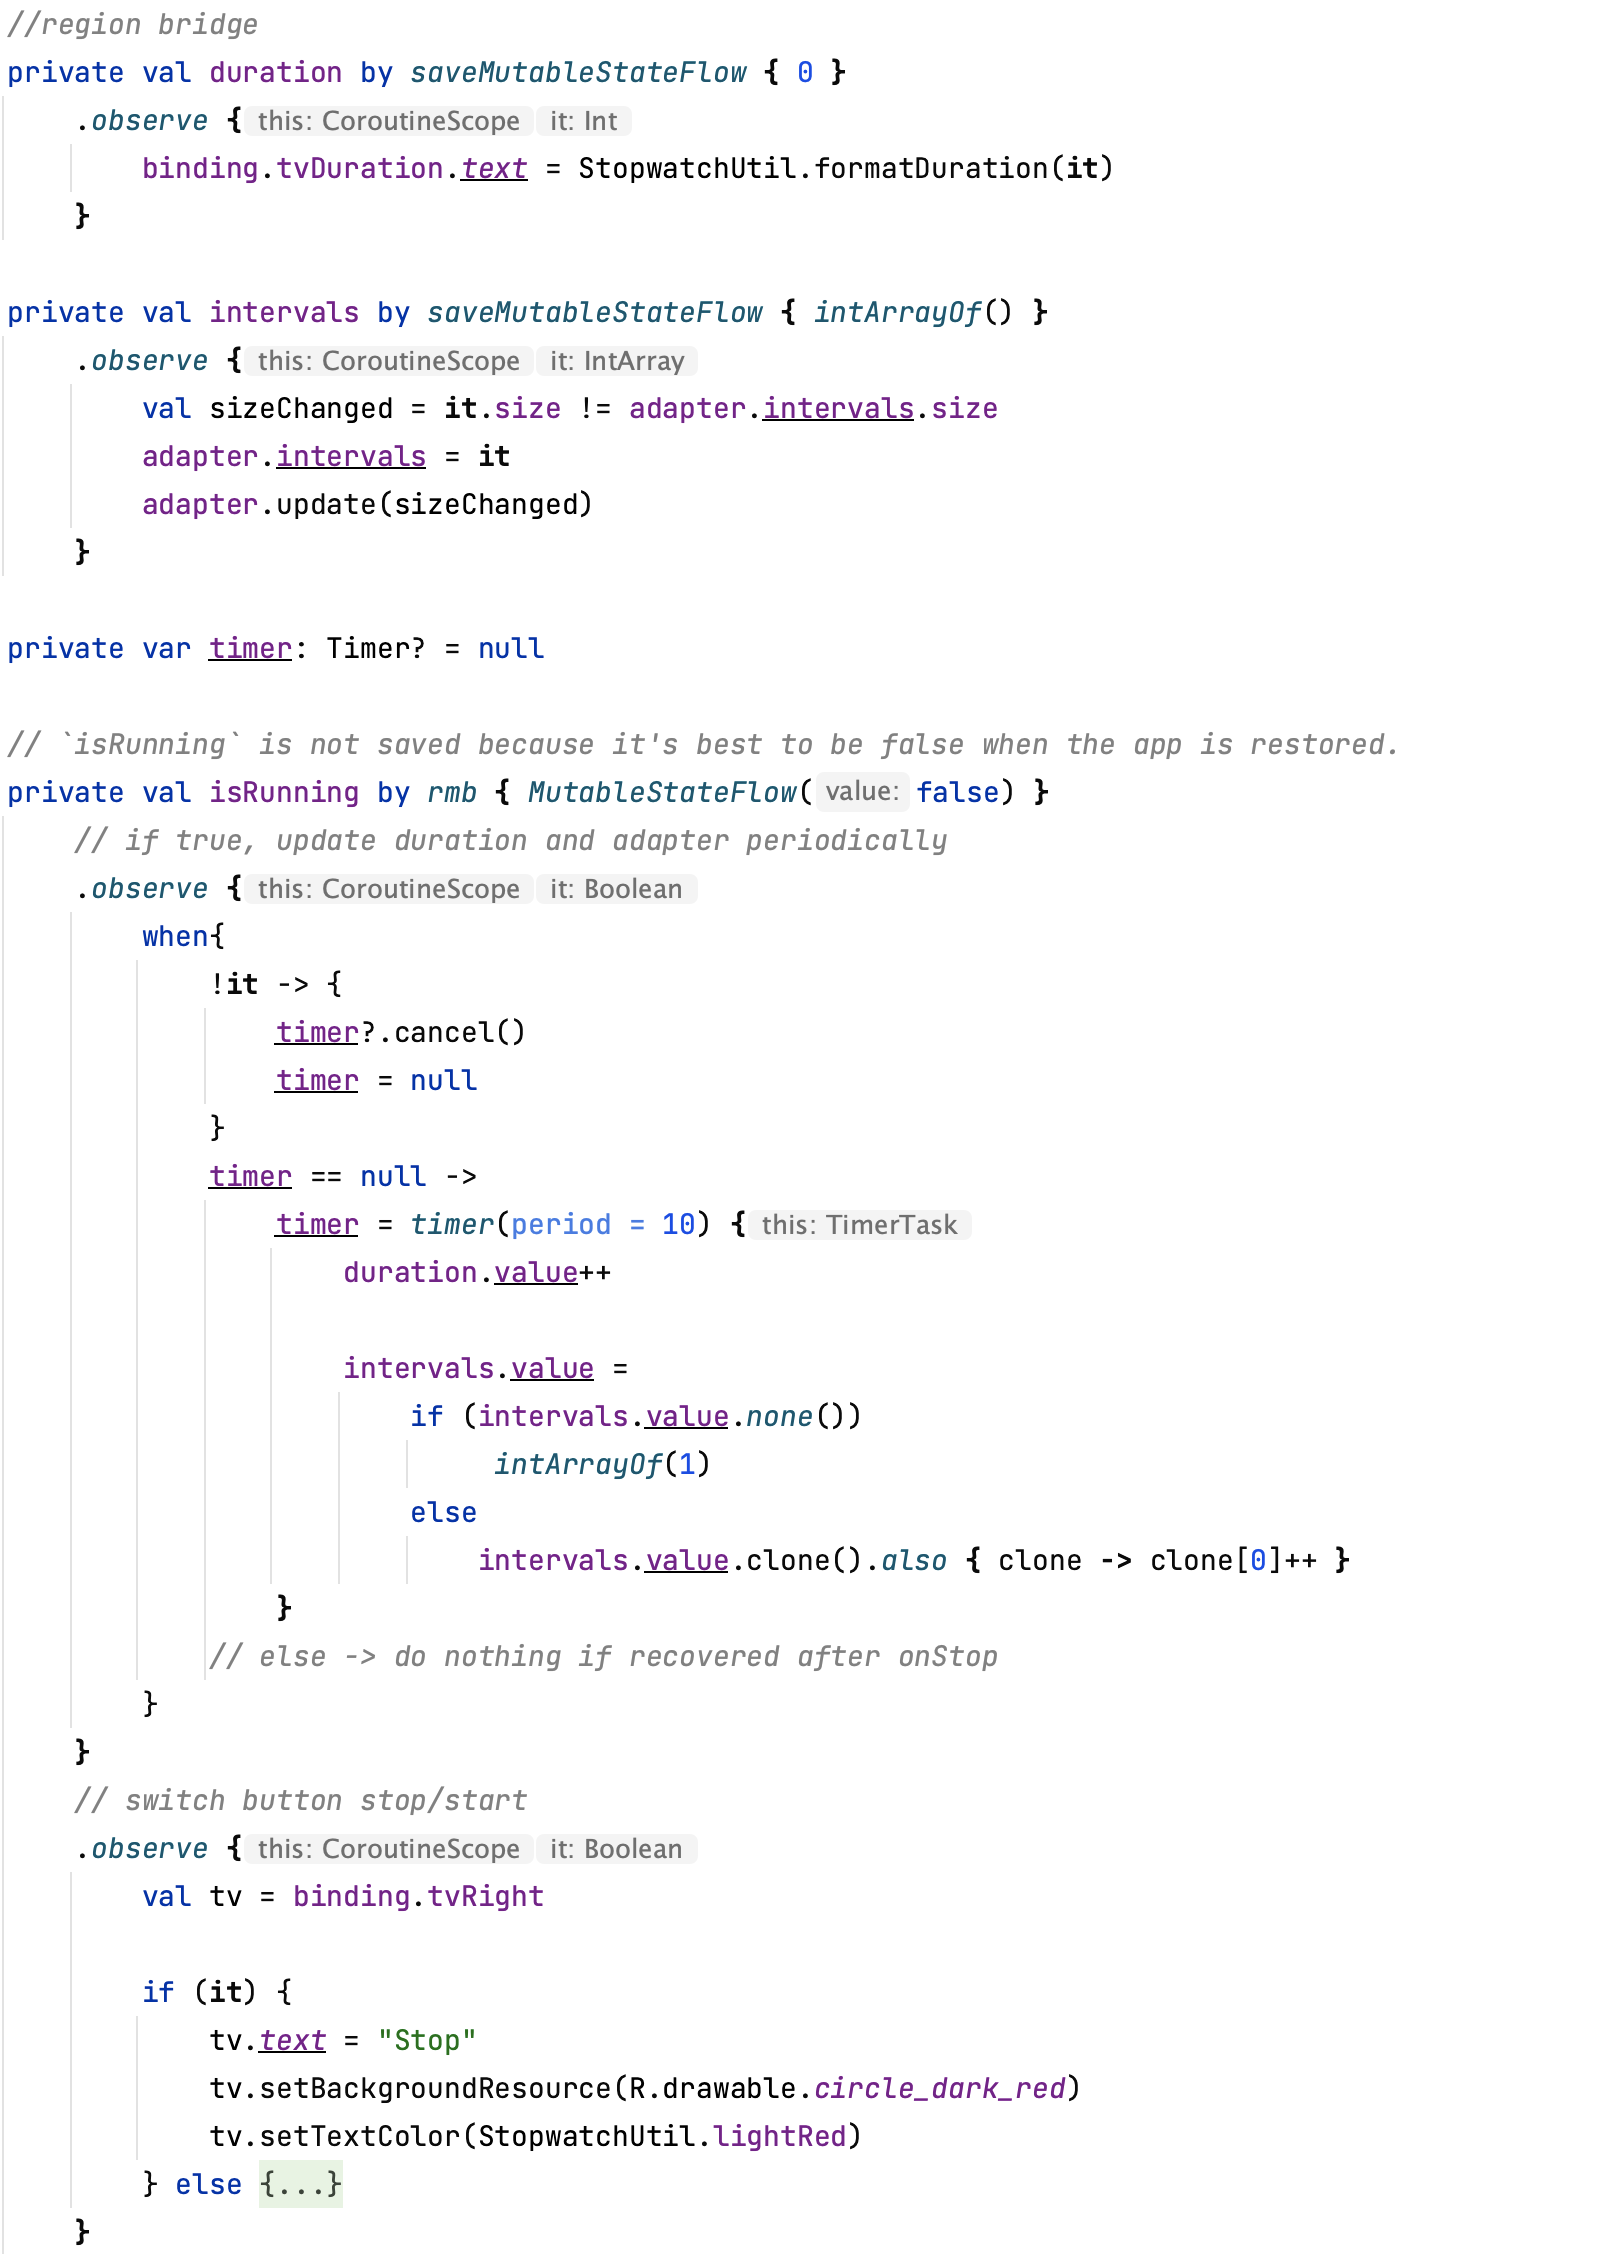 //region bridge
private val duration by saveMutableStateFlow { 0 }
    .observe { this: CoroutineScope it: Int
        binding.tvDuration.text = StopwatchUtil.formatDuration(it)
    }

private val intervals by saveMutableStateFlow { intArrayOf() }
    .observe { this: CoroutineScope it: IntArray
        val sizeChanged = it.size != adapter.intervals.size
        adapter.intervals = it
        adapter.update(sizeChanged)
    }

private var timer: Timer? = null

// `isRunning` is not saved because it's best to be false when the app is restored.
private val isRunning by rmb { MutableStateFlow( value: false) }
    // if true, update duration and adapter periodically
    .observe { this: CoroutineScope it: Boolean
        when{
            !it -> {
                timer?.cancel()
                timer = null
            }
            timer == null ->
                timer = timer(period = 10) { this: TimerTask
                    duration.value++

                    intervals.value =
                        if (intervals.value.none())
                             intArrayOf(1)
                        else
                            intervals.value.clone().also { clone -> clone[0]++ }
                }
            // else -> do nothing if recovered after onStop
        }
    }
    // switch button stop/start
    .observe { this: CoroutineScope it: Boolean
        val tv = binding.tvRight

        if (it) {
            tv.text = "Stop"
            tv.setBackgroundResource(R.drawable.circle_dark_red)
            tv.setTextColor(StopwatchUtil.lightRed)
        } else {...}
    }